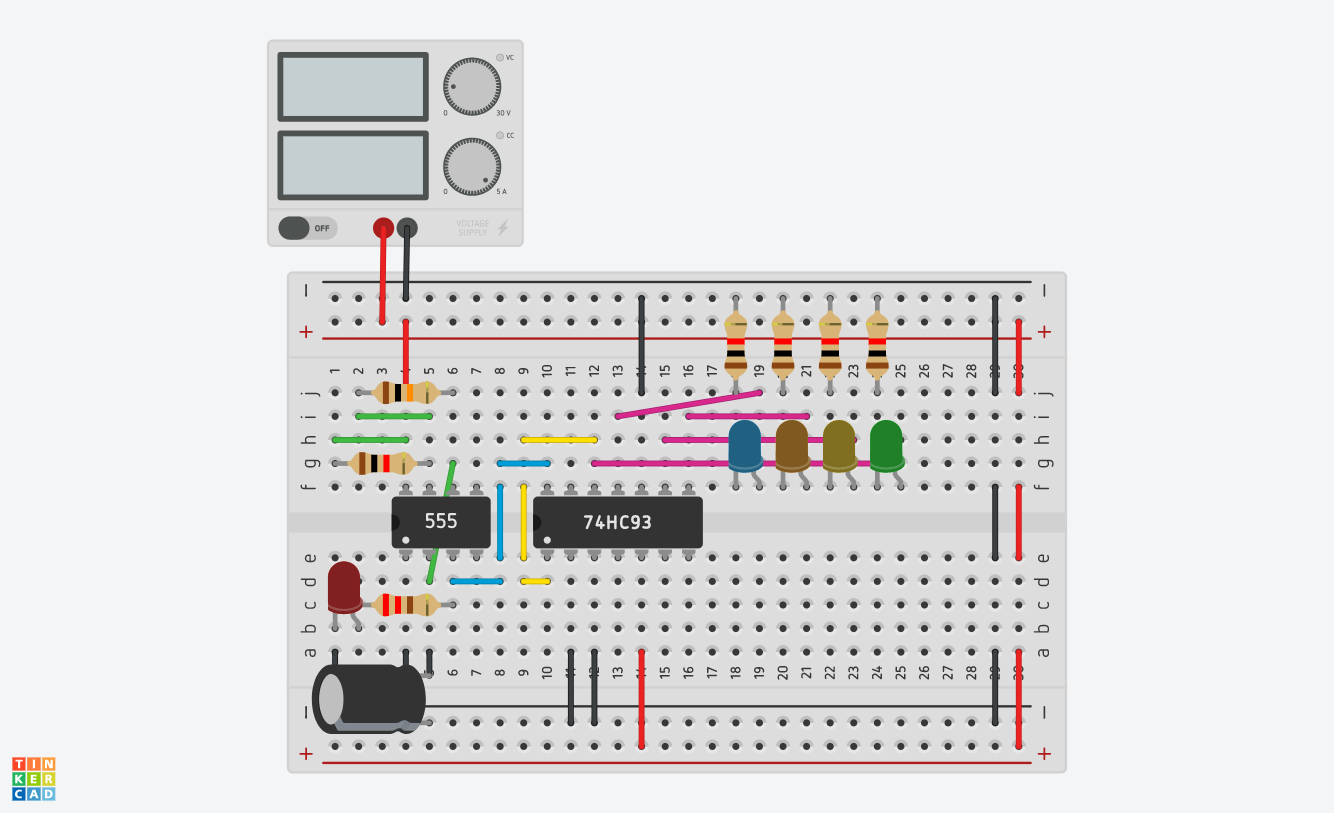 VC
0 30 V
CC
0 5 A
OFF
VOLTAGE
SUPPLY
− −
+ +
1 2 3 4 5 6 7 8 9 10 11 12 13 14 15 16 17 18 19 20 21 22 23 24 25 26 27 28 29 30
j j
i i
h h
g g
f f
555 74HC93
e e
d d
c c
b b
a a
1 2 3 4 5 6 7 8 9 10 11 12 13 14 15 16 17 18 19 20 21 22 23 24 25 26 27 28 29 30
− −
+ +
TIN
KER
CAD